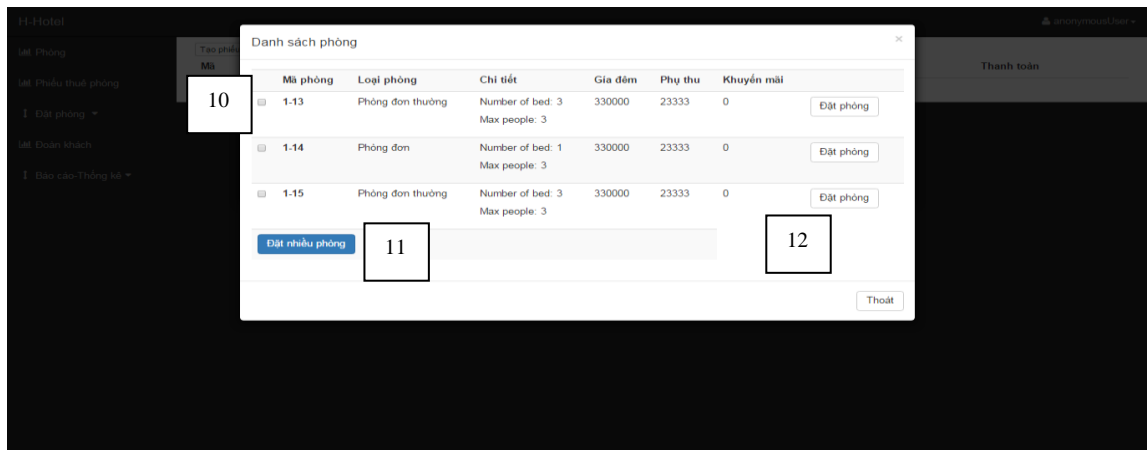 H-Hotel
anonymousUser
Phòng
Phiếu thuê phòng
Đặt phòng
Đoàn khách
Báo cáo-Thống kê
Tạo phiếu
Mã
Thanh toán
Danh sách phòng
×
Mã phòng Loại phòng Chi tiết Gía đêm Phụ thu Khuyến mãi
1-13 Phòng đơn thường Number of bed: 3 330000 23333 0 Đặt phòng
Max people: 3
1-14 Phòng đơn Number of bed: 1 330000 23333 0 Đặt phòng
Max people: 3
1-15 Phòng đơn thường Number of bed: 3 330000 23333 0 Đặt phòng
Max people: 3
Đặt nhiều phòng
Thoát
10
11
12